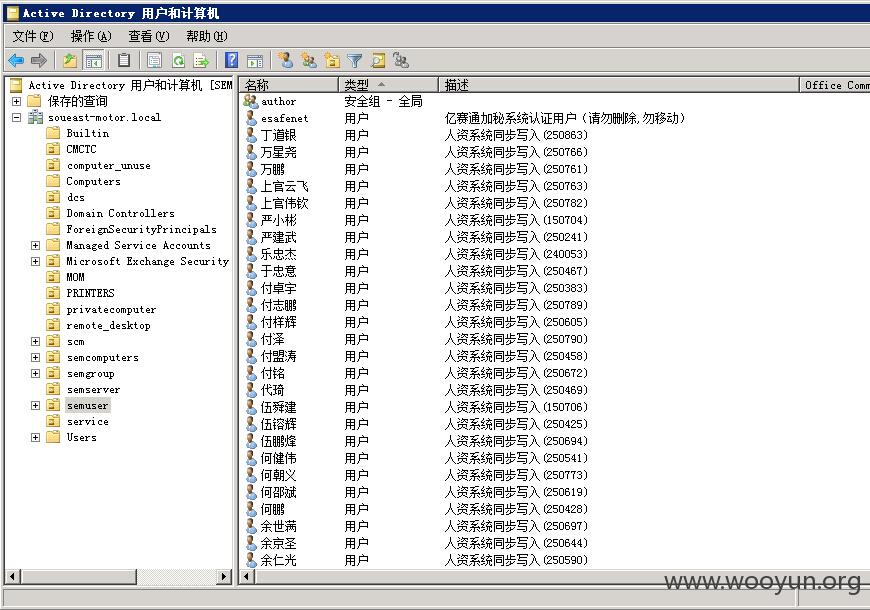 Active Directory 用户和计算机
文件(F) 操作(A) 查看(V) 帮助(H)
Active Directory 用户和计算机 [SEM
保存的查询
soueast-motor.local
Builtin
CMCTC
computer_unuse
Computers
dcs
Domain Controllers
ForeignSecurityPrincipals
Managed Service Accounts
Microsoft Exchange Security
MOM
PRINTERS
privatecomputer
remote_desktop
scm
semcomputers
semgroup
semserver
semuser
service
Users
名称 类型 描述 Office Comm
author 安全组 - 全局
esafenet 用户 亿赛通加秘系统认证用户（请勿删除,勿移动）
丁道银 用户 人资系统同步写入(250863)
万星尧 用户 人资系统同步写入(250766)
万鹏 用户 人资系统同步写入(250761)
上官云飞 用户 人资系统同步写入(250763)
上官伟钦 用户 人资系统同步写入(250782)
严小彬 用户 人资系统同步写入(150704)
严建武 用户 人资系统同步写入(250241)
乐忠杰 用户 人资系统同步写入(240053)
于忠意 用户 人资系统同步写入(250467)
付卓宇 用户 人资系统同步写入(250383)
付志鹏 用户 人资系统同步写入(250789)
付样辉 用户 人资系统同步写入(250605)
付泽 用户 人资系统同步写入(250790)
付盟涛 用户 人资系统同步写入(250458)
付铭 用户 人资系统同步写入(250672)
代琦 用户 人资系统同步写入(250469)
伍舜建 用户 人资系统同步写入(150706)
伍镕辉 用户 人资系统同步写入(250425)
伍鹏烽 用户 人资系统同步写入(250694)
何健伟 用户 人资系统同步写入(250541)
何朝义 用户 人资系统同步写入(250773)
何邵斌 用户 人资系统同步写入(250619)
何鹏 用户 人资系统同步写入(250428)
余世满 用户 人资系统同步写入(250697)
余京圣 用户 人资系统同步写入(250644)
余仁光 用户 人资系统同步写入(250590)
www.wooyun.org